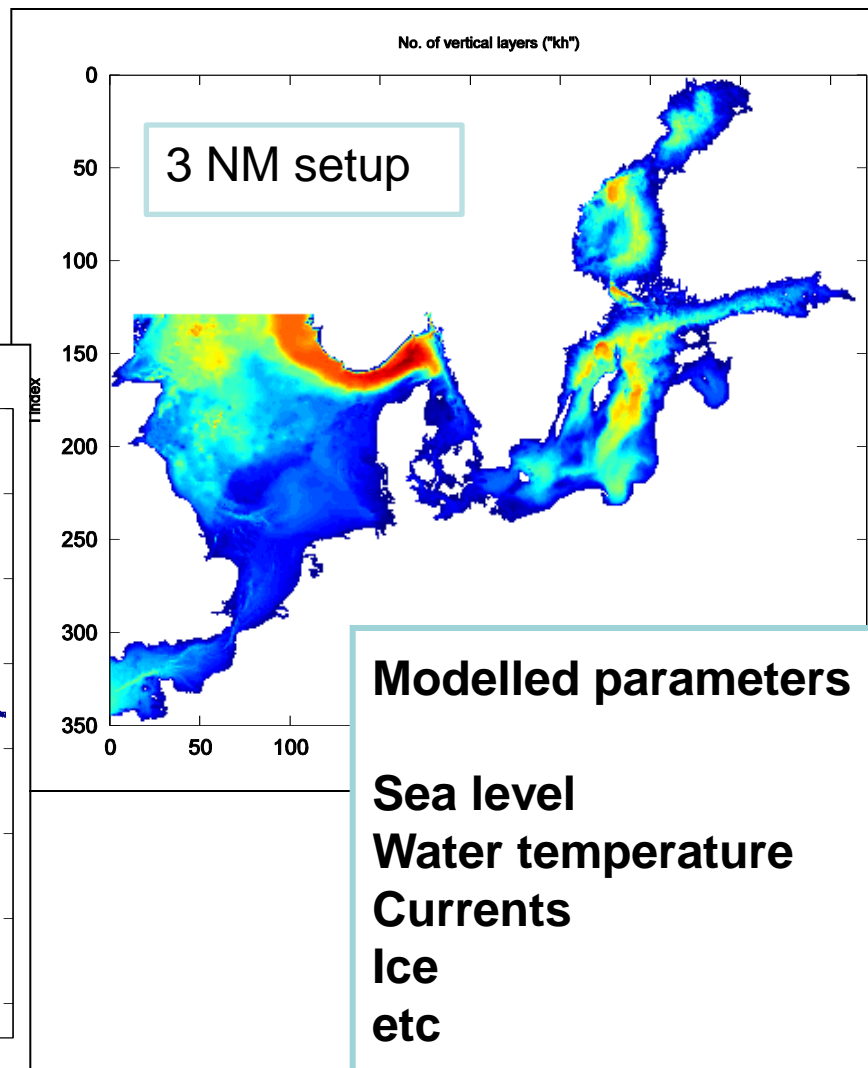 No. of vertical layers ("kh")
3 NM setup
0
50
100
150
200
250
300
350
0
50
100
Modelled parameters
Sea level
Water temperature
Currents
Ice
etc